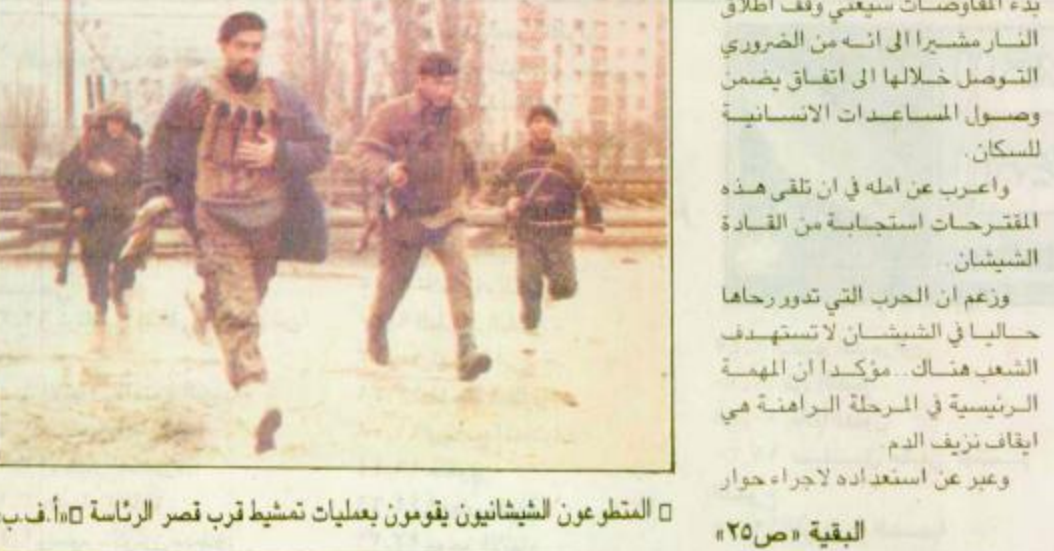 بدء المفاوضات سيعني وقف اطلاق
النار مشيرا الى انه من الضروري
التوصل خلالها الى اتفاق يضمن
وصول المساعدات الانسانية
للسكان.
واعرب عن امله في ان تلقى هذه
المقترحات استجابة من القادة
الشيشان.
وزعم ان الحرب التي تدور رحاها
حاليا في الشيشان لا تستهدف
الشعب هناك.. مؤكدا ان المهمة
الرئيسية في المرحلة الراهنة هي
ايقاف نزيف الدم.
وعبر عن استعداده لاجراء حوار
البقية «ص٢٥»
□ المتطوعون الشيشانيون يقومون بعمليات تمشيط قرب قصر الرئاسة □«أ.ف.ب